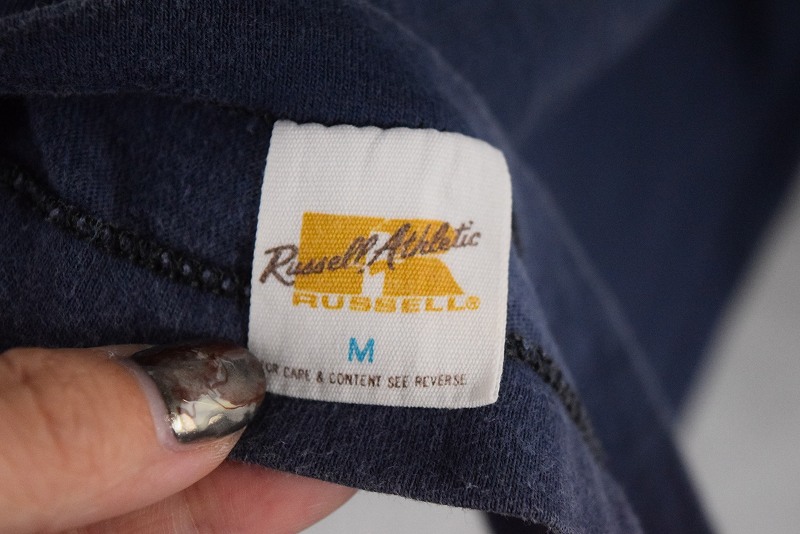 Russell Athletic
RUSSELL®
M
FOR CARE & CONTENT SEE REVERSE